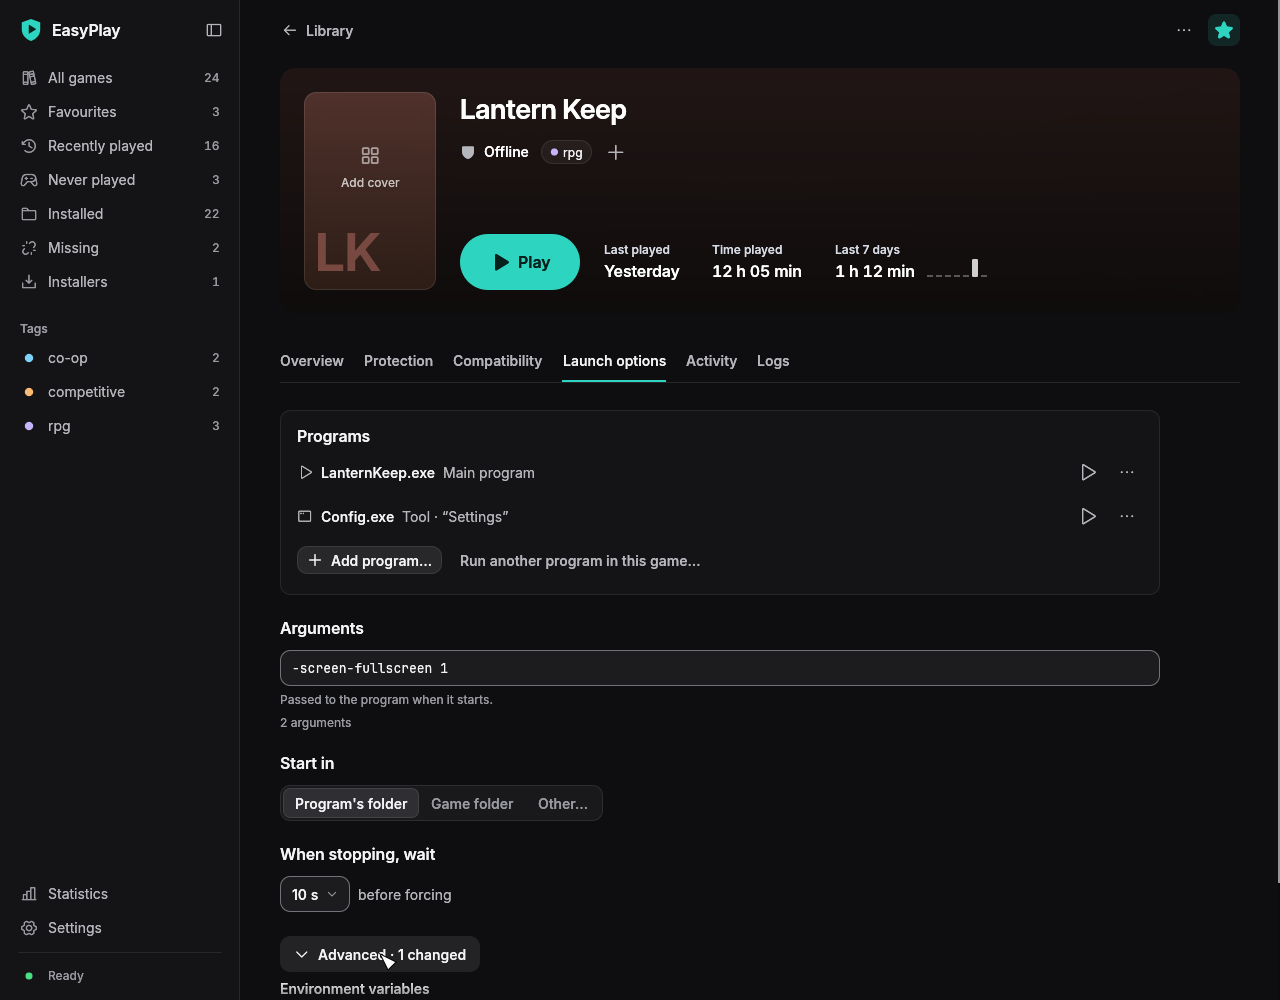 EasyPlay
All games 24
Favourites 3
Recently played 16
Never played 3
Installed 22
Missing 2
Installers 1
Tags
co-op 2
competitive 2
rpg 3
Statistics
Settings
Ready
Library
Add cover
LK
Lantern Keep
Offline rpg
Play
Last played
Yesterday
Time played
12 h 05 min
Last 7 days
1 h 12 min
Overview Protection Compatibility Launch options Activity Logs
Programs
LanternKeep.exe Main program
Config.exe Tool · “Settings”
Add program... Run another program in this game...
Arguments
-screen-fullscreen 1
Passed to the program when it starts.
2 arguments
Start in
Program's folder Game folder Other...
When stopping, wait
10 s before forcing
Advanced · 1 changed
Environment variables